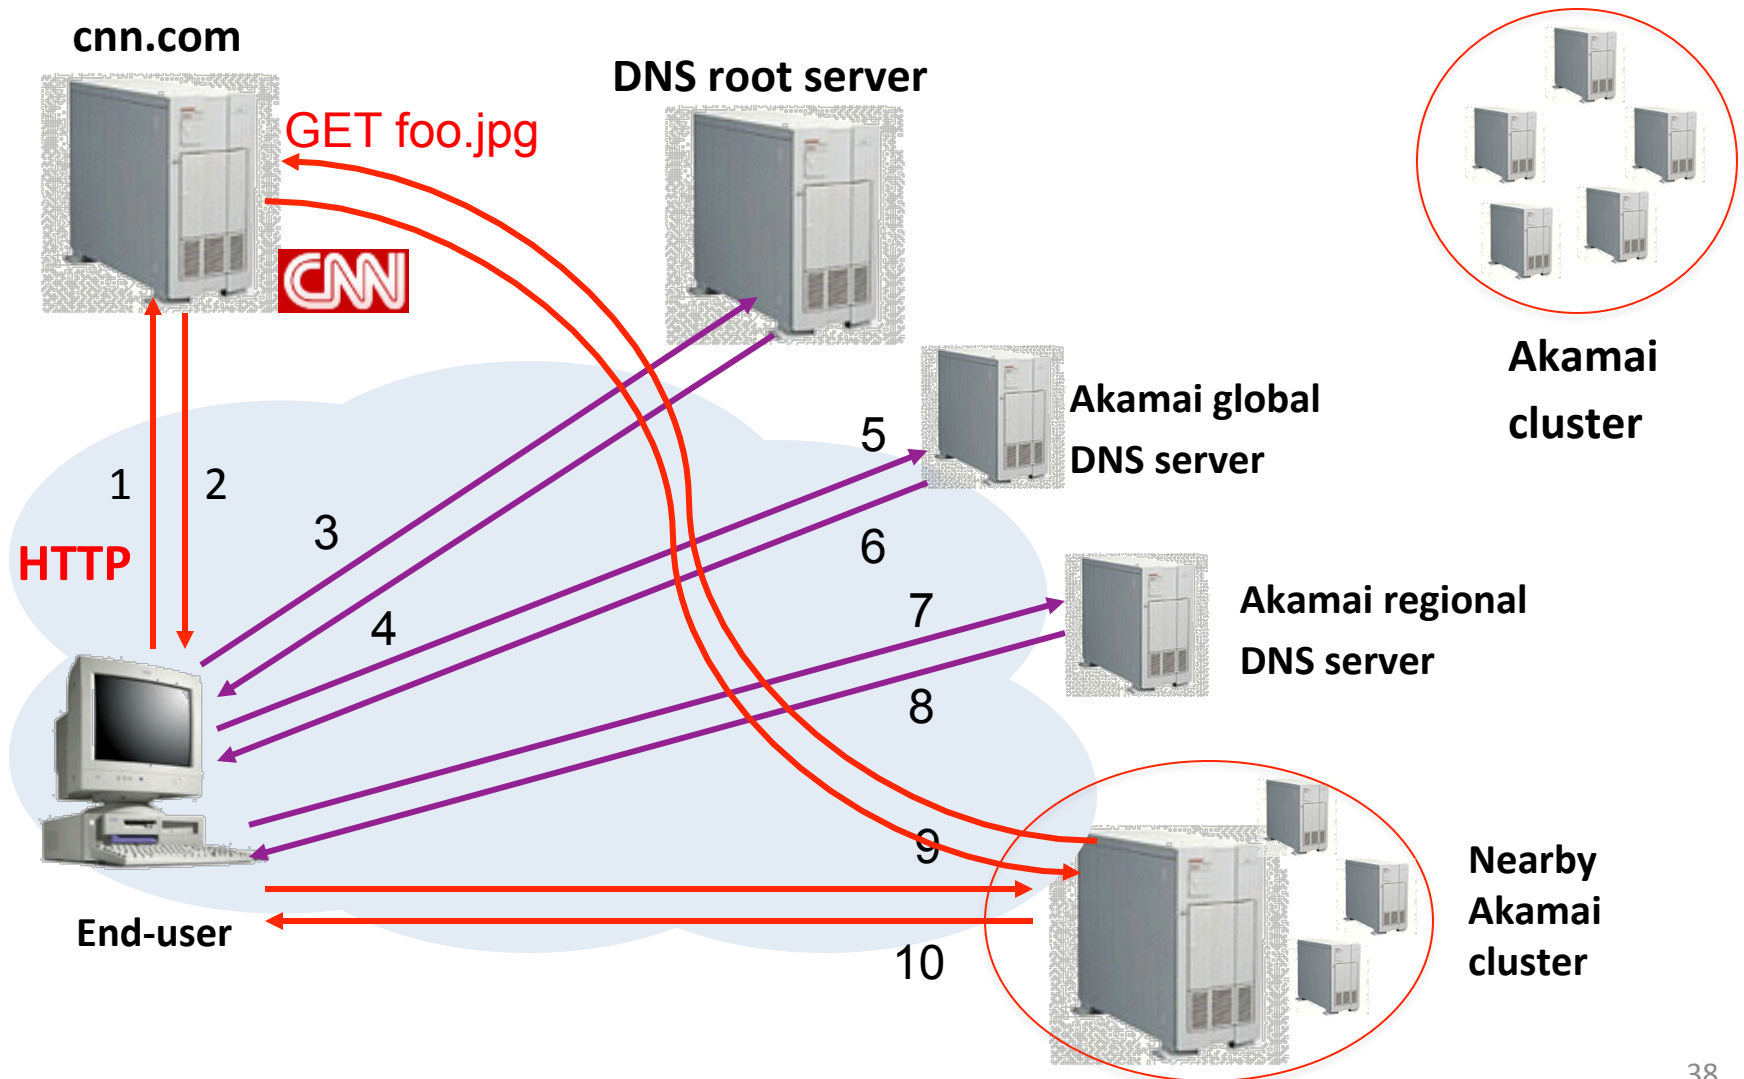 cnn.com
DNS root server
GET foo.jpg
CNN
Akamai
cluster
Akamai global
DNS server
5
1
2
3
6
HTTP
4
7
Akamai regional
DNS server
8
9
Nearby
Akamai
cluster
End-user
10
38